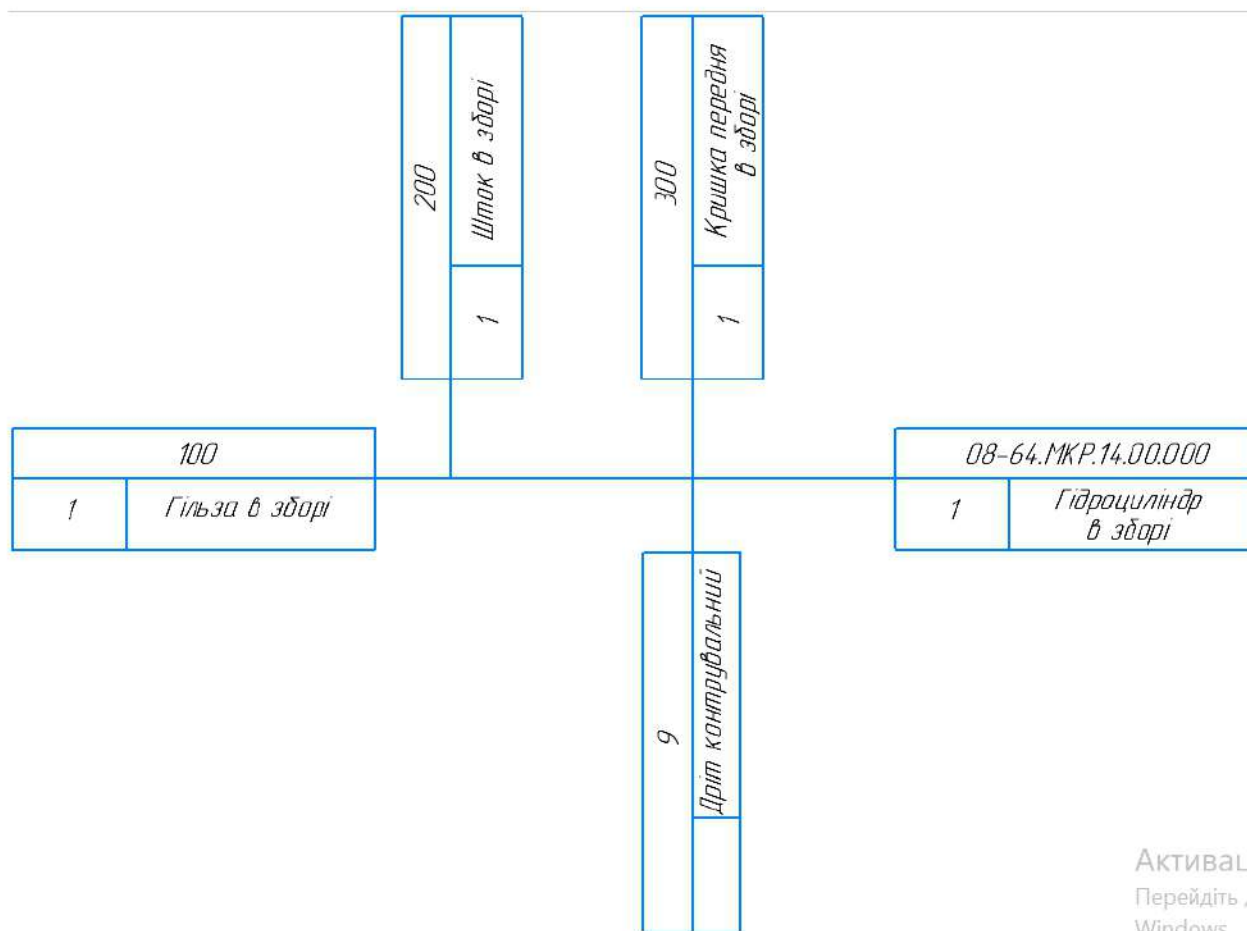 200
Шток в зборі
1
300
Кришка передня
в зборі
1
100
1
Гільза в зборі
08-64.МКР.14.00.000
1
Гідроциліндр
в зборі
9
Дріт контрувальний
Перейдіть
Windows